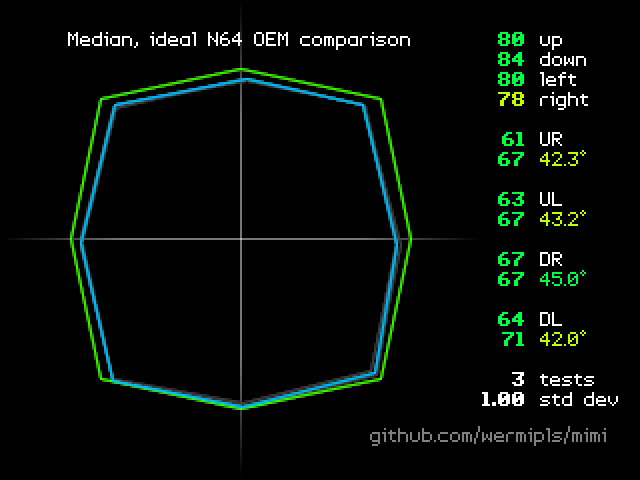 Median, ideal N64 OEM comparison
80 up
84 down
80 left
78 right
61 UR
67 42.3°
63 UL
67 43.2°
67 DR
67 45.0°
64 DL
71 42.0°
3 tests
1.00 std dev
github.com/wermipls/mimi